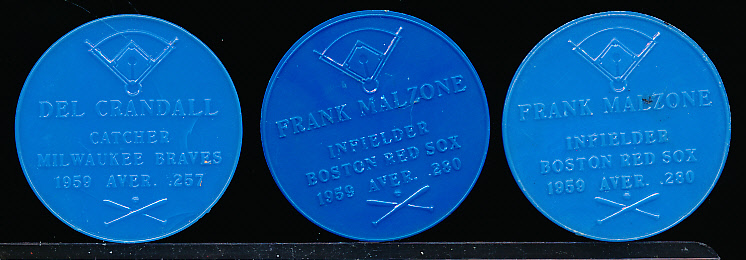 DEL CRANDALL
CATCHER
MILWAUKEE BRAVES
1959 AVER. .257
FRANK MALZONE
INFIELDER
BOSTON RED SOX
1959 AVER. .280
FRANK MALZONE
INFIELDER
BOSTON RED SOX
1959 AVER. .280